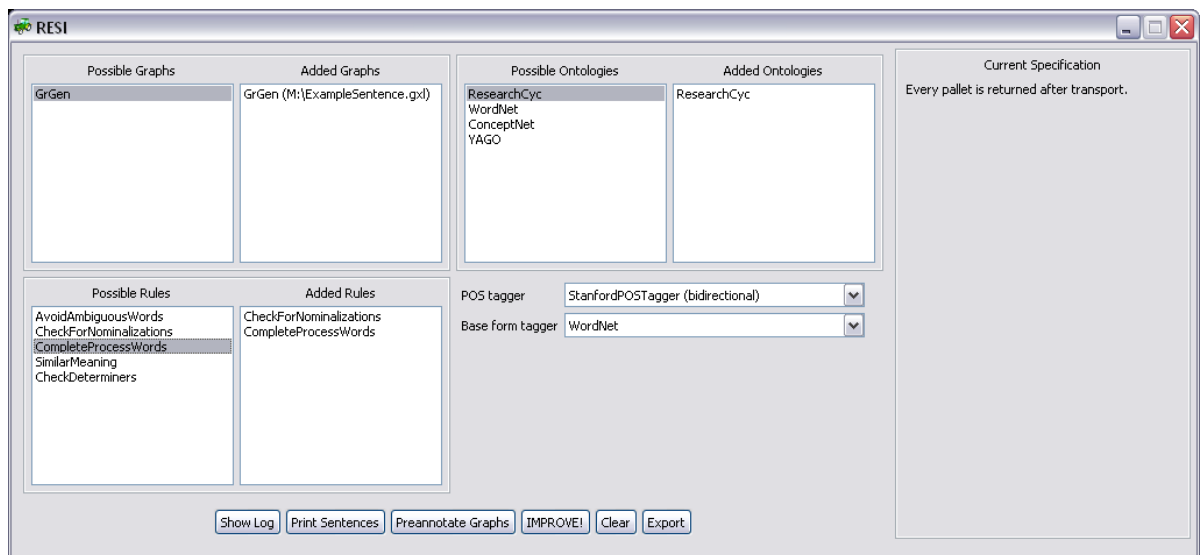 RESI
Possible Graphs
Added Graphs
GrGen
GrGen (M:\ExampleSentence.gxl)
Possible Ontologies
Added Ontologies
ResearchCyc
WordNet
ConceptNet
YAGO
ResearchCyc
Current Specification
Every pallet is returned after transport.
Possible Rules
Added Rules
AvoidAmbiguousWords
CheckForNominalizations
CompleteProcessWords
SimilarMeaning
CheckDeterminers
CheckForNominalizations
CompleteProcessWords
POS tagger
StanfordPOSTagger (bidirectional)
Base form tagger
WordNet
Show Log
Print Sentences
Preannotate Graphs
IMPROVE!
Clear
Export